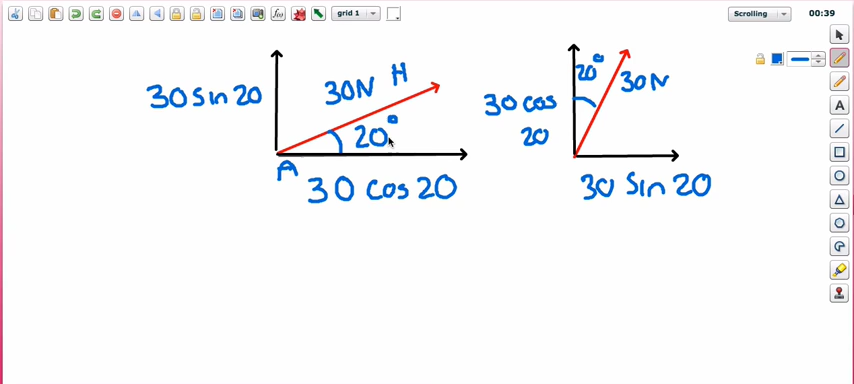 grid 1
Scrolling
00:39
30 sin 20
30N H
20°
A
30 cos 20
20°
30N
30 cos
20
30 Sin 20
f(x)
A